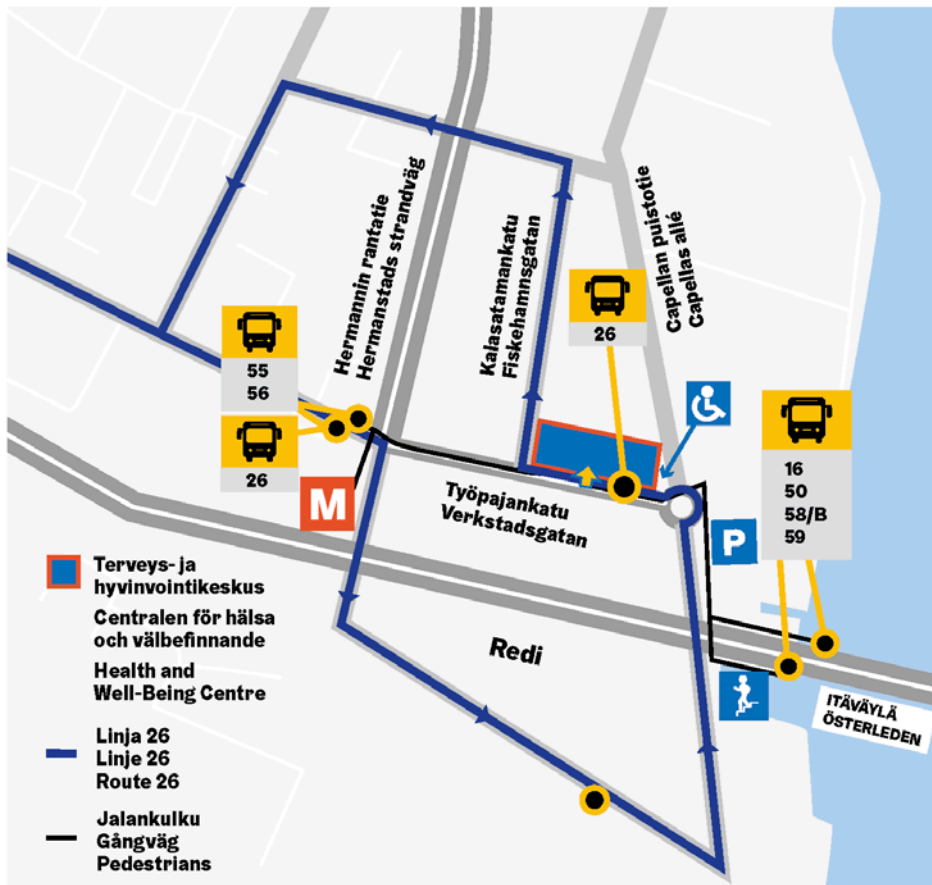 Hermannin rantatie
Hermanstads strandväg
Kalasatamankatu
Fiskehamnsgatan
Capellan puistotie
Capellas allé
26
55
56
26
16
50
58/B
59
M
Työpajankatu
Verkstadsgatan
P
Redi
ITÄVÄYLÄ
ÖSTERLEDEN
Terveys- ja
hyvinvointikeskus
Centralen för hälsa
och välbefinnande
Health and
Well-Being Centre
Linja 26
Linje 26
Route 26
Jalankulku
Gångväg
Pedestrians